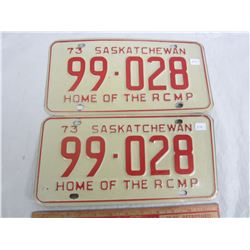 73 SASKATCHEWAN
99·028
HOME OF THE RCMP
73 SASKATCHEWAN
99·028
HOME OF THE RCMP